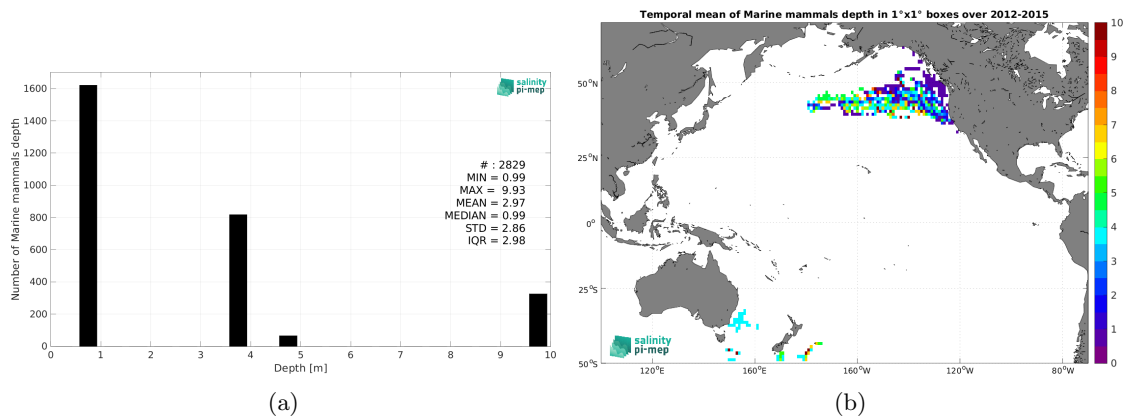 1600
1400
1200
1000
800
600
400
200
0
Number of Marine mammals depth
salinity
pi-mep
# : 2829
MIN = 0.99
MAX = 9.93
MEAN = 2.97
MEDIAN = 0.99
STD = 2.86
IQR = 2.98
0 1 2 3 4 5 6 7 8 9 10
Depth [m]
(a)
Temporal mean of Marine mammals depth in 1°x1° boxes over 2012-2015
50°N
25°N
0°
25°S
50°S
salinity
pi-mep
120°E 160°E 160°W 120°W 80°W
10
9
8
7
6
5
4
3
2
1
0
(b)